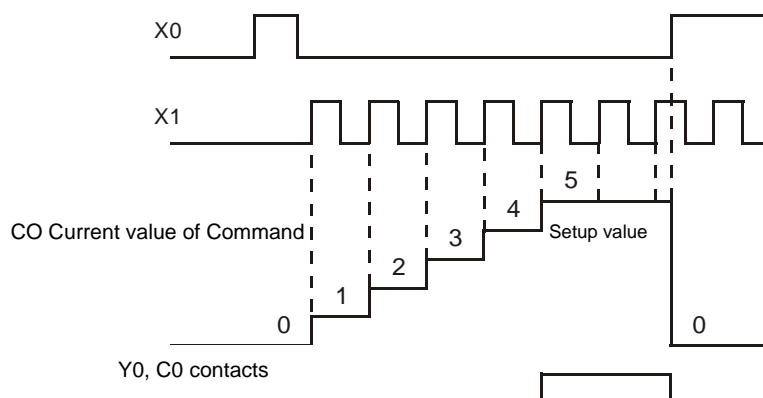 X0
X1
5
4
CO Current value of Command
Setup value
3
2
1
0
0
Y0, C0 contacts